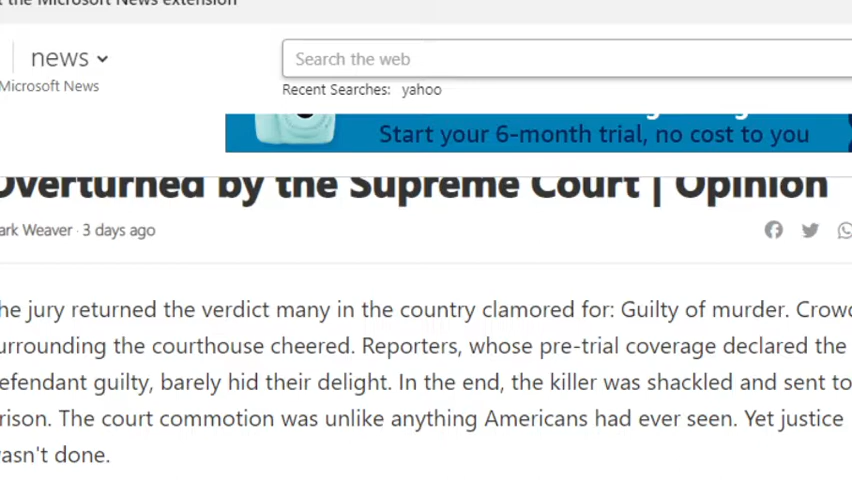 the Microsoft News extension
news
Search the web
Microsoft News
Recent Searches: yahoo
Start your 6-month trial, no cost to you
Overturned by the Supreme Court | Opinion
ark Weaver · 3 days ago
he jury returned the verdict many in the country clamored for: Guilty of murder. Crowd
urrounding the courthouse cheered. Reporters, whose pre-trial coverage declared the
efendant guilty, barely hid their delight. In the end, the killer was shackled and sent to
rison. The court commotion was unlike anything Americans had ever seen. Yet justice
asn't done.